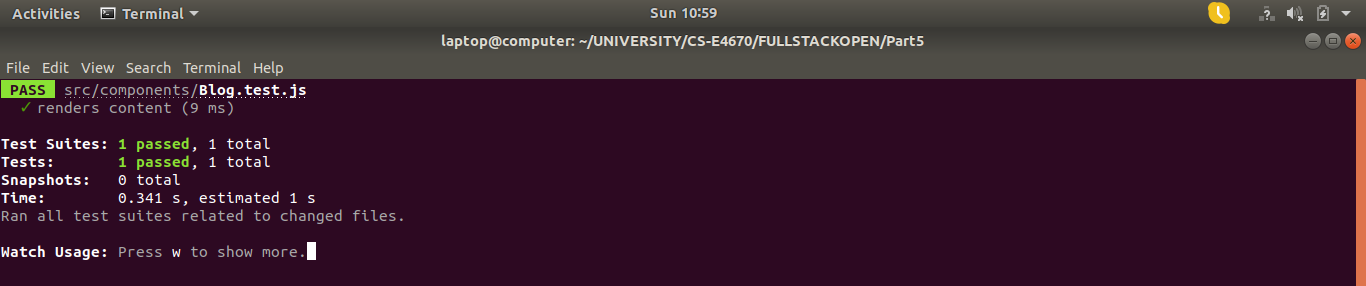 Activities Terminal Sun 10:59
laptop@computer: ~/UNIVERSITY/CS-E4670/FULLSTACKOPEN/Part5
File Edit View Search Terminal Help
PASS src/components/Blog.test.js
✓ renders content (9 ms)
Test Suites: 1 passed, 1 total
Tests: 1 passed, 1 total
Snapshots: 0 total
Time: 0.341 s, estimated 1 s
Ran all test suites related to changed files.
Watch Usage: Press w to show more.